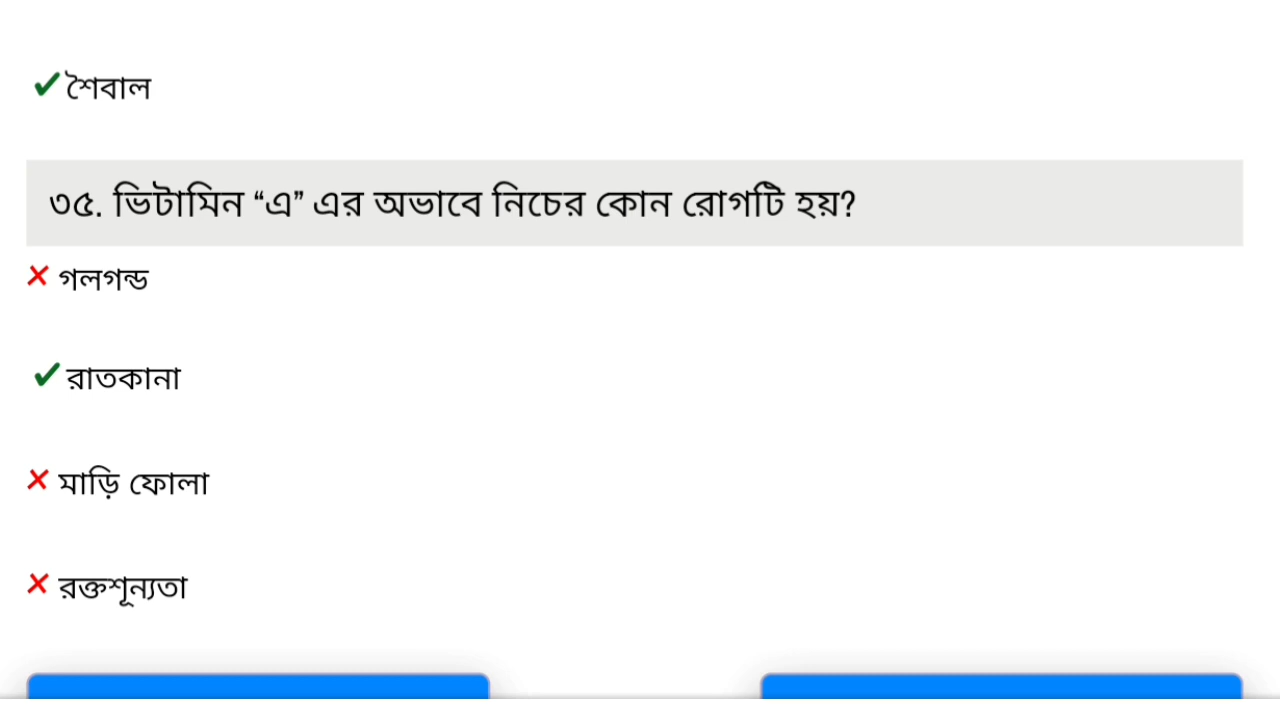 ✔শৈবাল
৩৫. ভিটামিন “এ” এর অভাবে নিচের কোন রোগটি হয়?
✕ গলগন্ড
✔রাতকানা
✕ মাড়ি ফোলা
✕ রক্তশূন্যতা